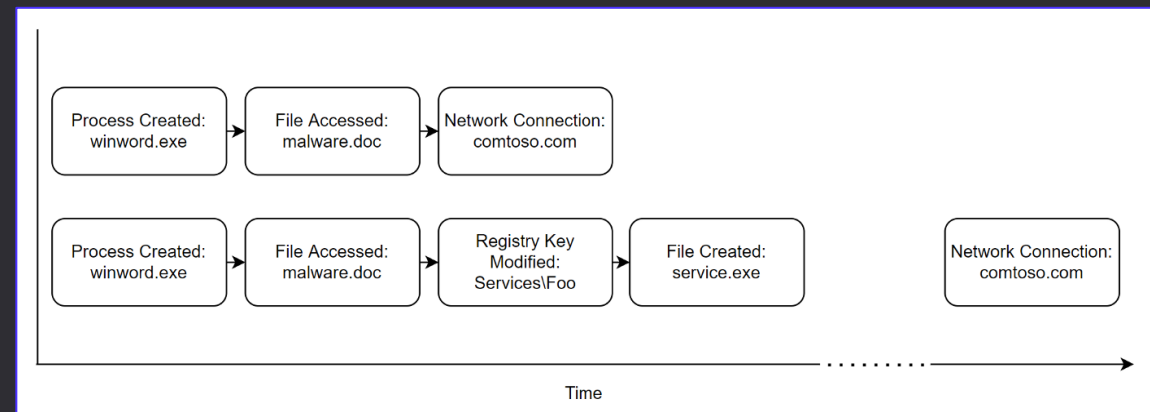 Process Created:
winword.exe
File Accessed:
malware.doc
Network Connection:
comtoso.com
Process Created:
winword.exe
File Accessed:
malware.doc
Registry Key
Modified:
Services\Foo
File Created:
service.exe
Network Connection:
comtoso.com
Time